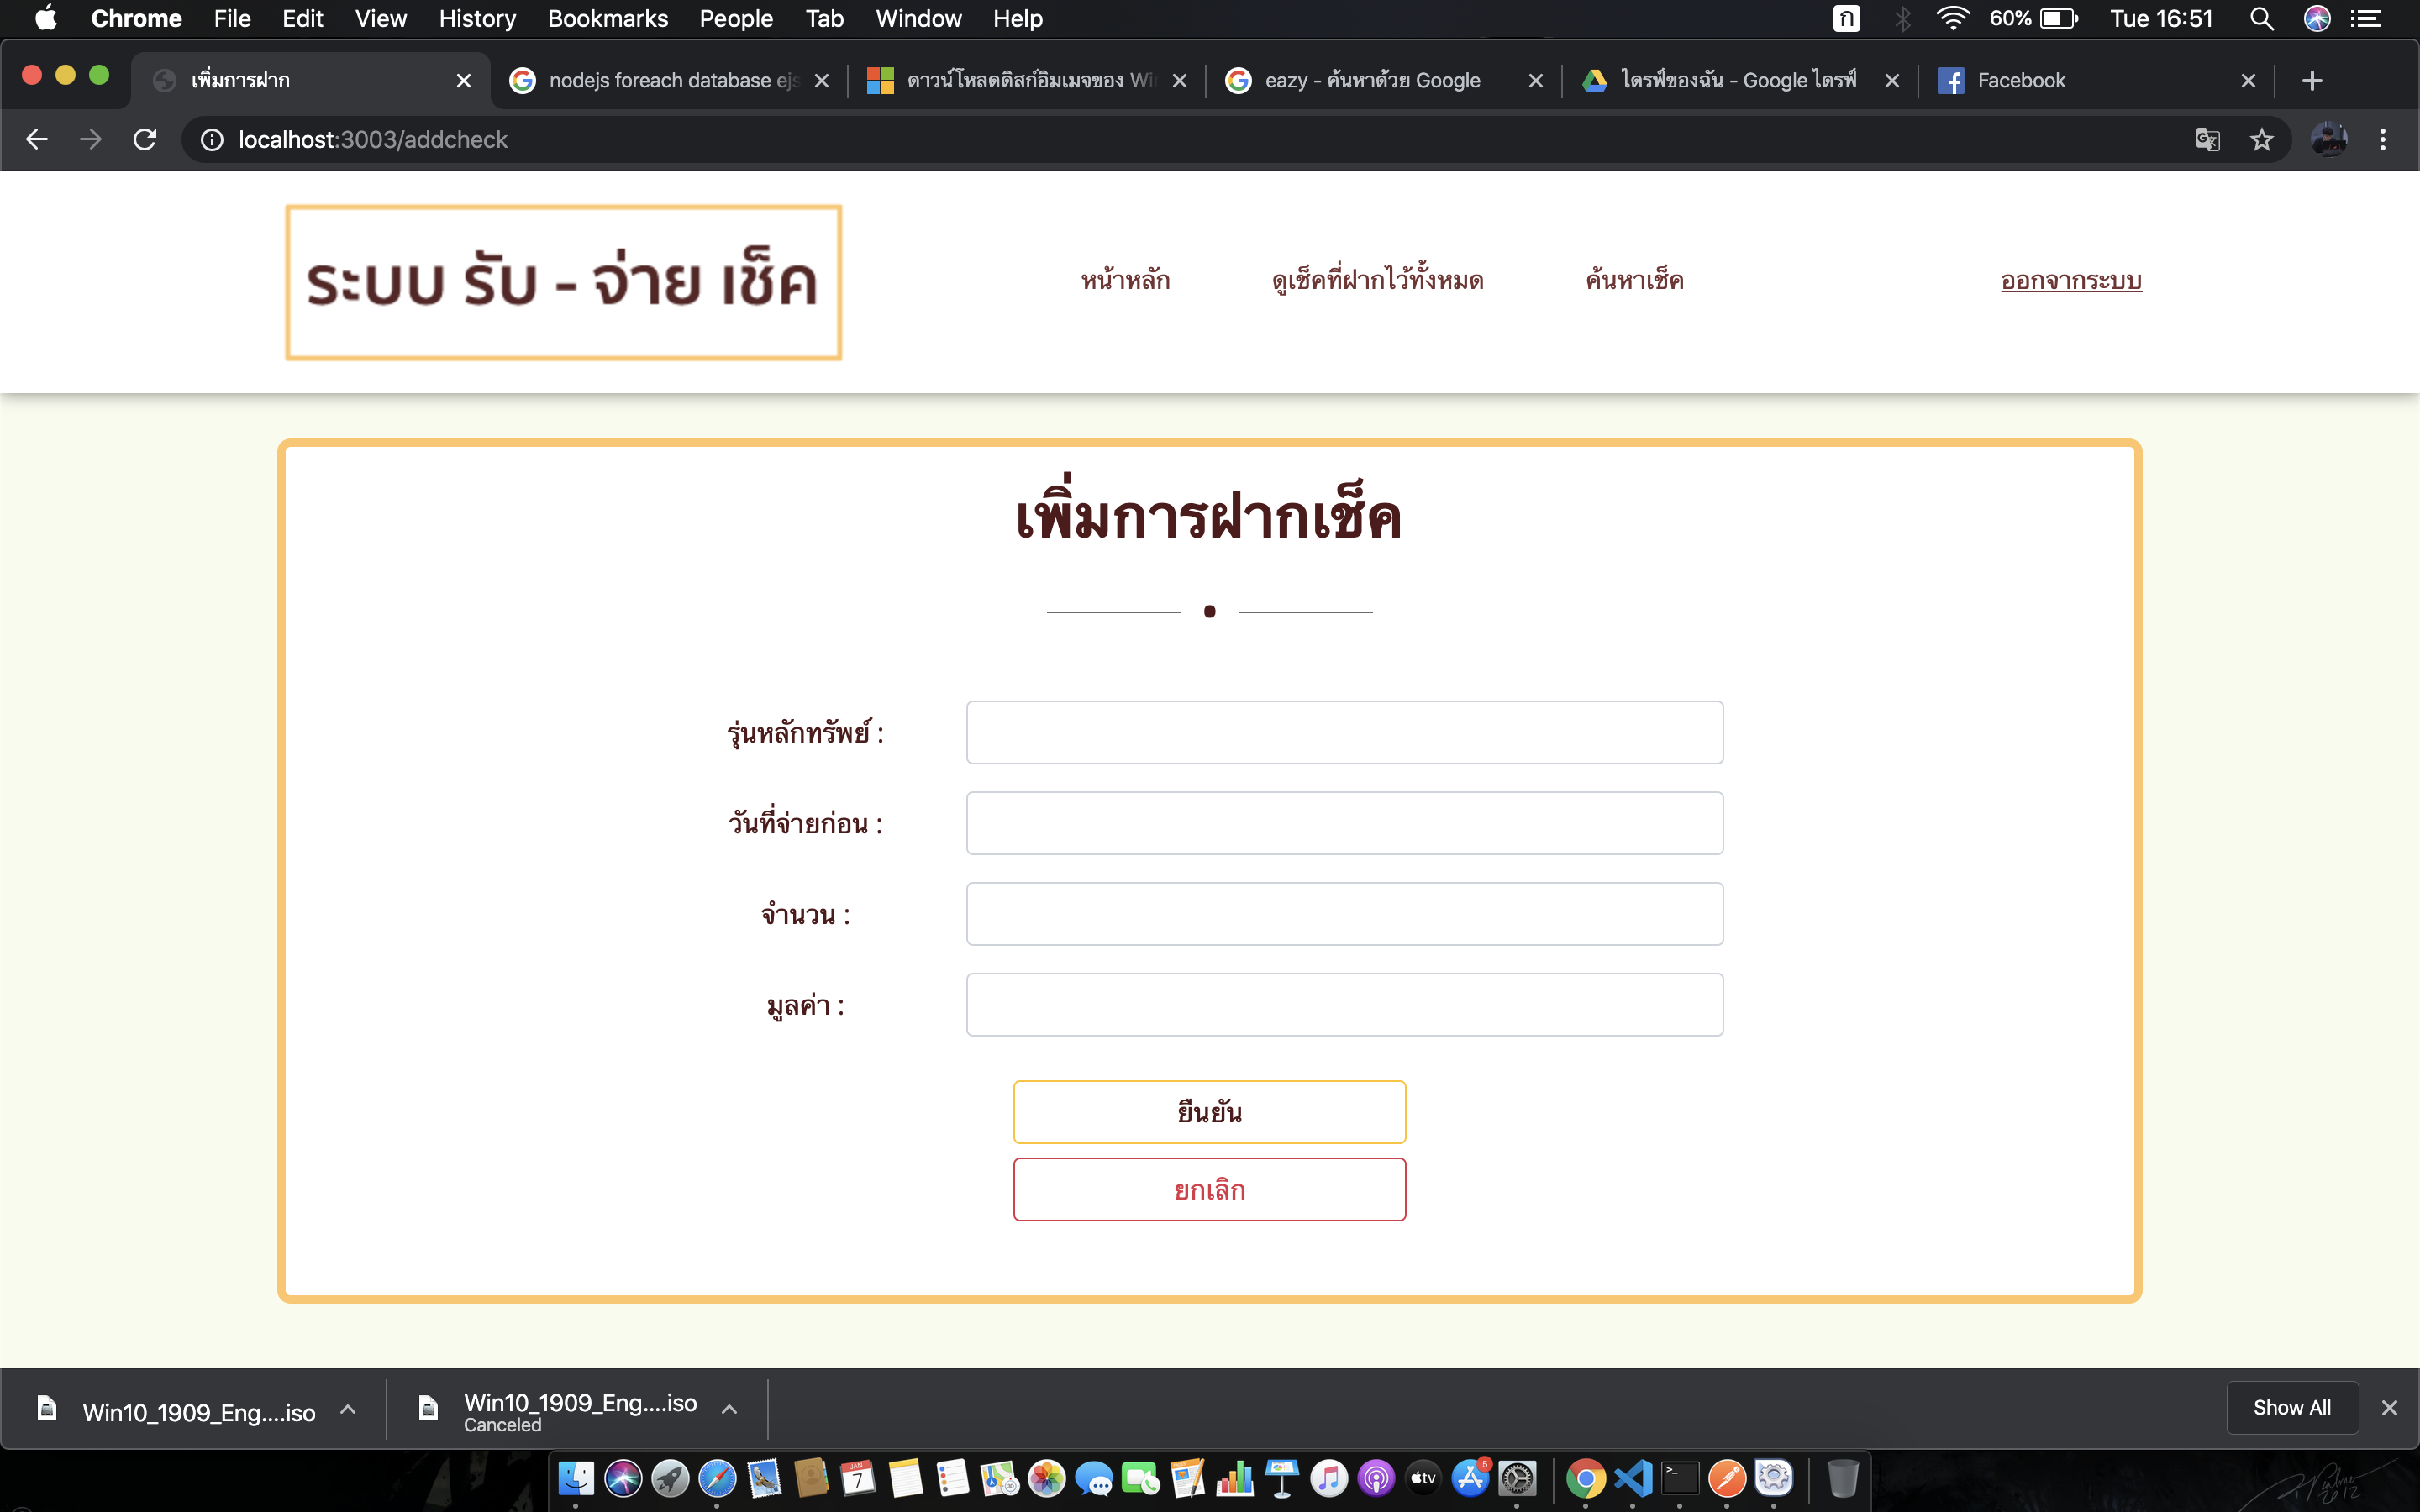 Chrome File Edit View History Bookmarks People Tab Window Help ก 60% Tue 16:51
เพิ่มการฝาก nodejs foreach database ejs ดาวน์โหลดดิสก์อิมเมจของ Win eazy - ค้นหาด้วย Google ไดรฟ์ของฉัน - Google ไดรฟ์ Facebook
localhost:3003/addcheck
ระบบ รับ - จ่าย เช็ค หน้าหลัก ดูเช็คที่ฝากไว้ทั้งหมด ค้นหาเช็ค ออกจากระบบ
เพิ่มการฝากเช็ค
รุ่นหลักทรัพย์ :
วันที่จ่ายก่อน :
จำนวน :
มูลค่า :
ยืนยัน
ยกเลิก
Win10_1909_Eng....iso Win10_1909_Eng....iso Show All
Canceled
JAN
7
tv
5
2012